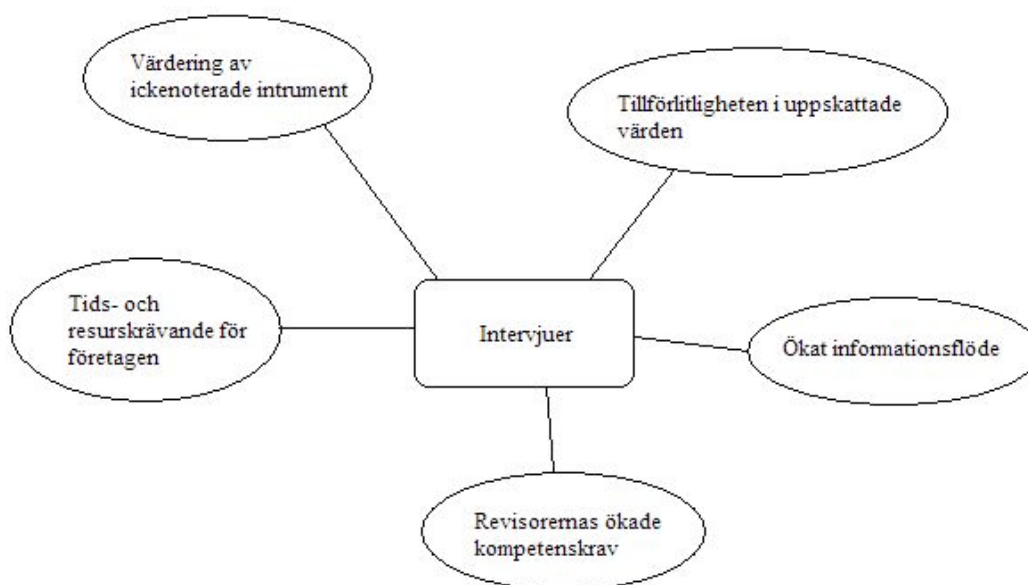 Värdering av
ickenoterade intrument
Tillförlitligheten i uppskattade
värden
Tids- och
resurskrävande för
företagen
Intervjuer
Ökat informationsflöde
Revisorernas ökade
kompetenskrav